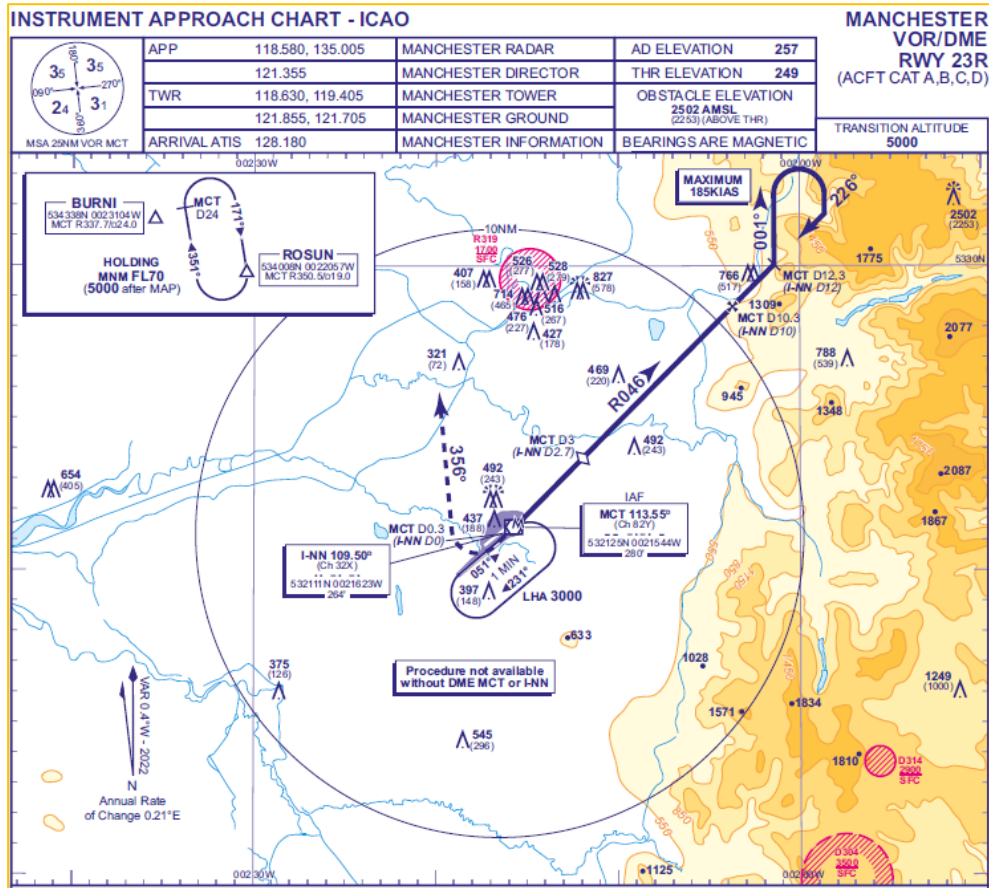 INSTRUMENT APPROACH CHART - ICAO
MANCHESTER
VOR/DME
RWY 23R
(ACFT CAT A,B,C,D)
180°
35 35
090° 270°
24 31
360°
MSA 25NM VOR MCT
APP 118.580, 135.005 MANCHESTER RADAR
121.355 MANCHESTER DIRECTOR
TWR 118.630, 119.405 MANCHESTER TOWER
121.855, 121.705 MANCHESTER GROUND
ARRIVAL ATIS 128.180 MANCHESTER INFORMATION
AD ELEVATION 257
THR ELEVATION 249
OBSTACLE ELEVATION
2502 AMSL
(2253) (ABOVE THR)
BEARINGS ARE MAGNETIC
TRANSITION ALTITUDE
5000
002 30W
002 00W
BURNI
534338N 0023104W
MCT R337.7/D24.0
MCT
D24
171°
351°
ROSUN
534008N 0022057W
MCT R350.5/D19.0
HOLDING
MNM FL70
(5000 after MAP)
MAXIMUM
185KIAS
001°
226°
2502
(2253)
5330N
1775
10NM
R319
1700
SFC
526
(277)
528
(279)
827
(578)
407
(158)
714
(465)
516
(267)
476
(227)
427
(178)
766
(517)
MCT D12.3
(I-NN D12)
1309
MCT D10.3
(I-NN D10)
2077
321
(72)
469
(220)
R046
788
(539)
945
1348
356°
MCT D3
(I-NN D2.7)
492
(243)
2087
654
(405)
492
(243)
437
(188)
MCT D0.3
(I-NN D0)
IAF
MCT 113.55°
(Ch 82Y)
532125N 0021544W
280'
1867
I-NN 109.50°
(Ch 32X)
532111N 0021623W
264'
051°
1 MIN
231°
397
(148)
LHA 3000
550
850
1150
633
1028
1450
Procedure not available
without DME MCT or I-NN
375
(126)
1249
(1000)
1571
1834
VAR 0.4°W - 2022
N
Annual Rate
of Change 0.21°E
545
(296)
1810
D314
2900
SFC
850
550
D304
3500
SFC
1125
002 30W
002 00W